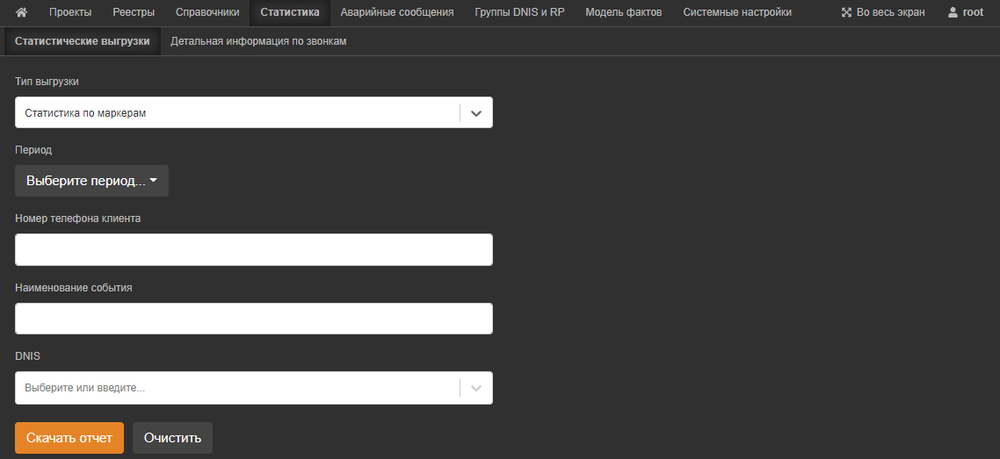 Проекты Реестры Справочники Статистика Аварийные сообщения Группы DNIS и RP Модель фактов Системные настройки Во весь экран root
Статистические выгрузки Детальная информация по звонкам
Тип выгрузки
Статистика по маркерам
Период
Выберите период...
Номер телефона клиента
Наименование события
DNIS
Выберите или введите...
Скачать отчет Очистить